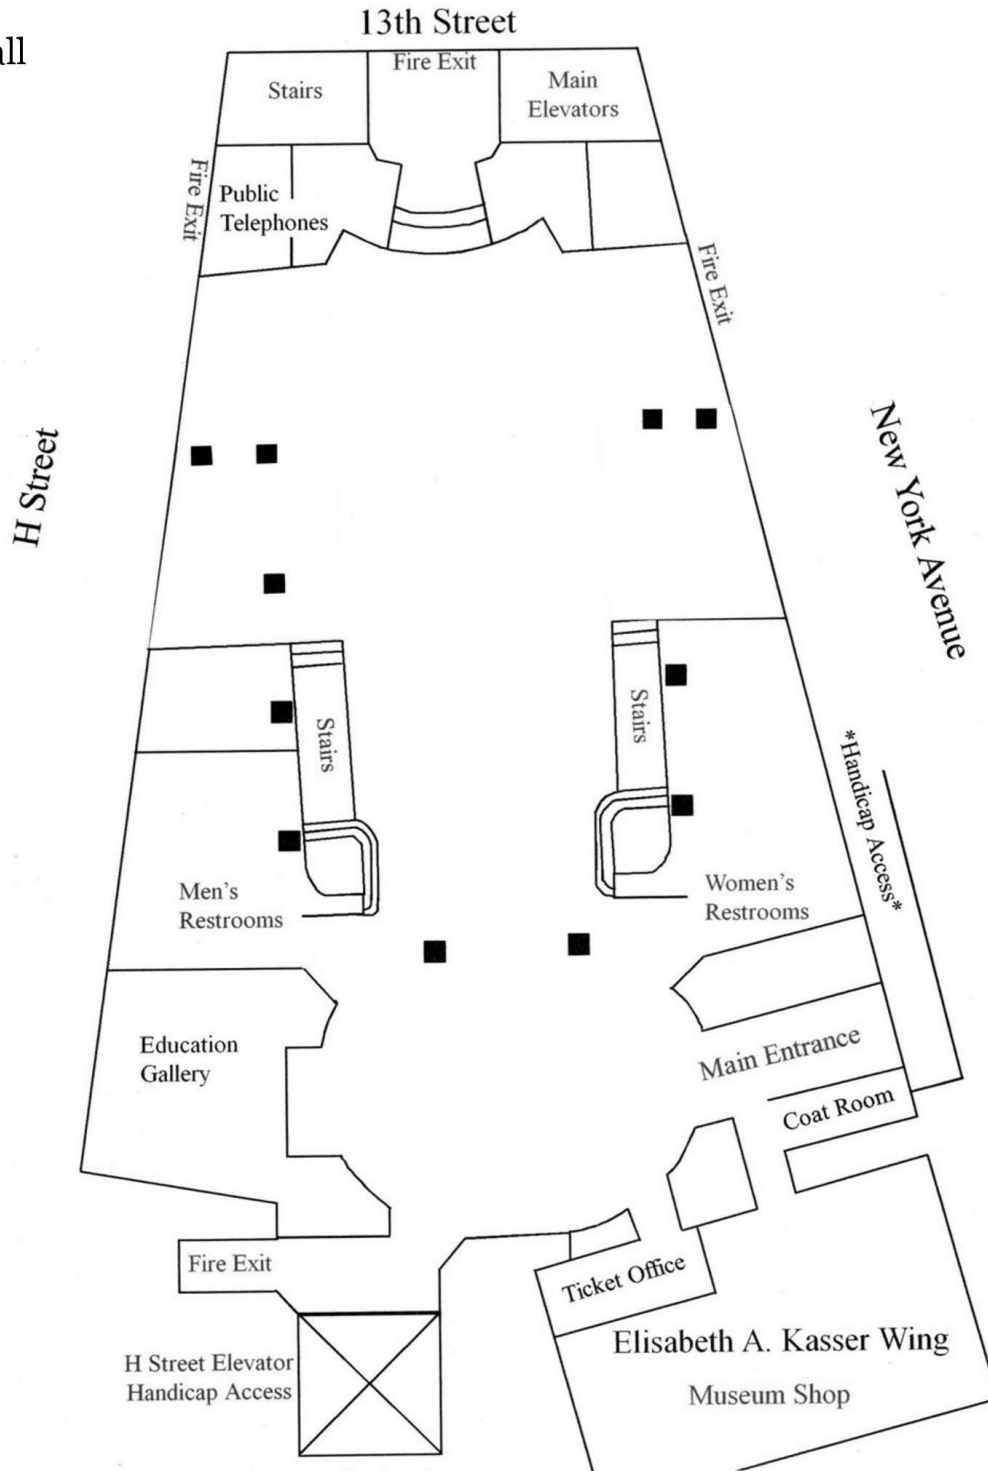 13th Street
all
Fire Exit
Stairs
Main
Elevators
Fire Exit
Public
Telephones
Fire Exit
H Street
New York Avenue
Stairs
Stairs
*Handicap Access*
Men's
Restrooms
Women's
Restrooms
Education
Gallery
Main Entrance
Coat Room
Fire Exit
Ticket Office
Elisabeth A. Kasser Wing
H Street Elevator
Handicap Access
Museum Shop